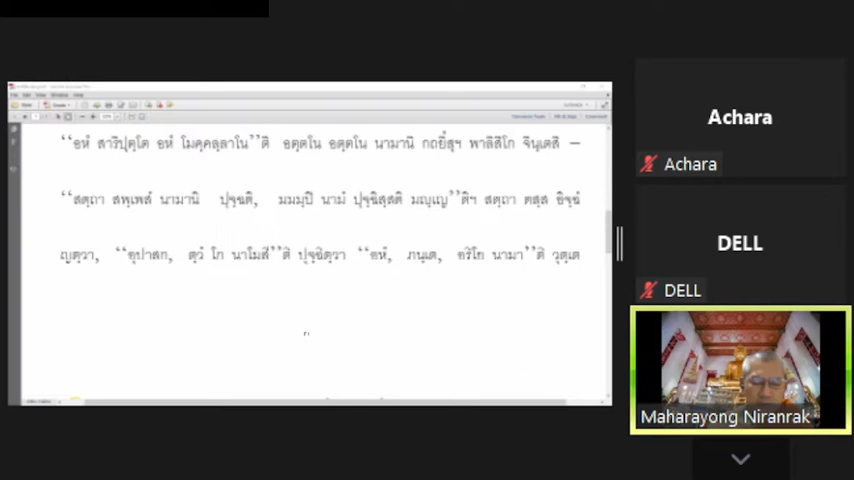 ‘‘อหํ สาริปุตฺโต อหํ โมคฺคลฺลาโน’’ติ อตฺตโน อตฺตโน นามานิ กถยึสุฯ พาลิสิโก จินฺเตสิ –
‘‘สตฺถา สพฺเพสํ นามานิ ปุจฺฉติ, มมมฺปิ นามํ ปุจฺฉิสฺสติ มญฺเญ’’ติฯ สตฺถา ตสฺส อิจฺฉํ
ญตฺวา, ‘‘อุปาสก, ตฺวํ โก นาโมสี’’ติ ปุจฺฉิตฺวา ‘‘อหํ, ภนฺเต, อริโย นามา’’ติ วุตฺเต
Achara
Achara
DELL
DELL
Maharayong Niranrak